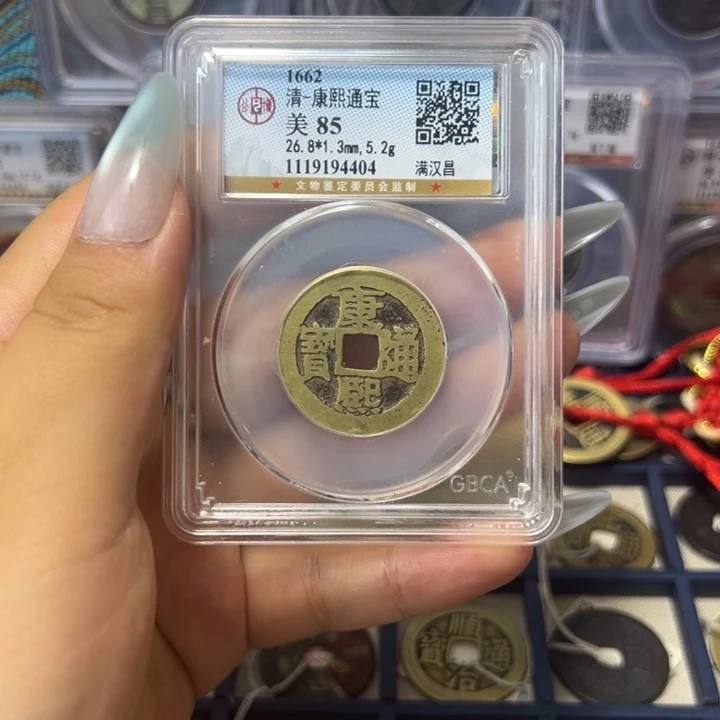 1662
清-康熙通宝
美 85
26.8*1.3mm,5.2g
1119194404
满汉昌
★ 文物鉴定委员会监制 ★
康
寶 通
熙
GBCA®
順
寶 通
治